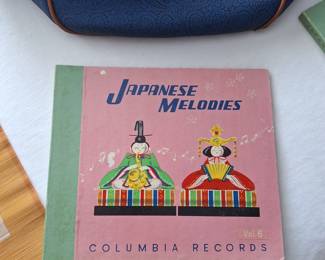 JAPANESE
MELODIES
Vol. 6
COLUMBIA RECORDS